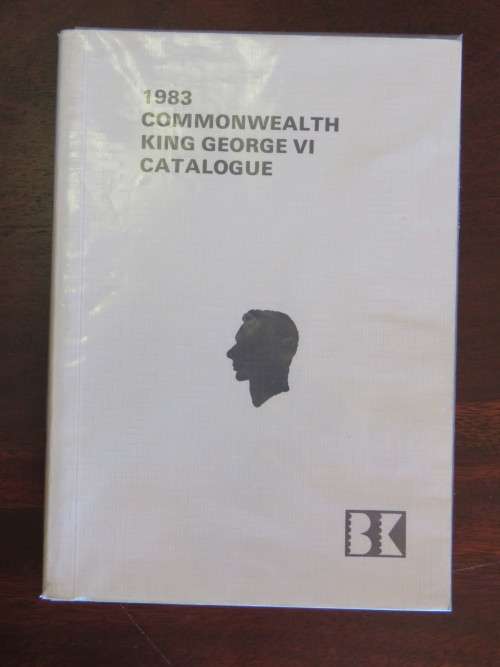 1983
COMMONWEALTH
KING GEORGE VI
CATALOGUE
BK